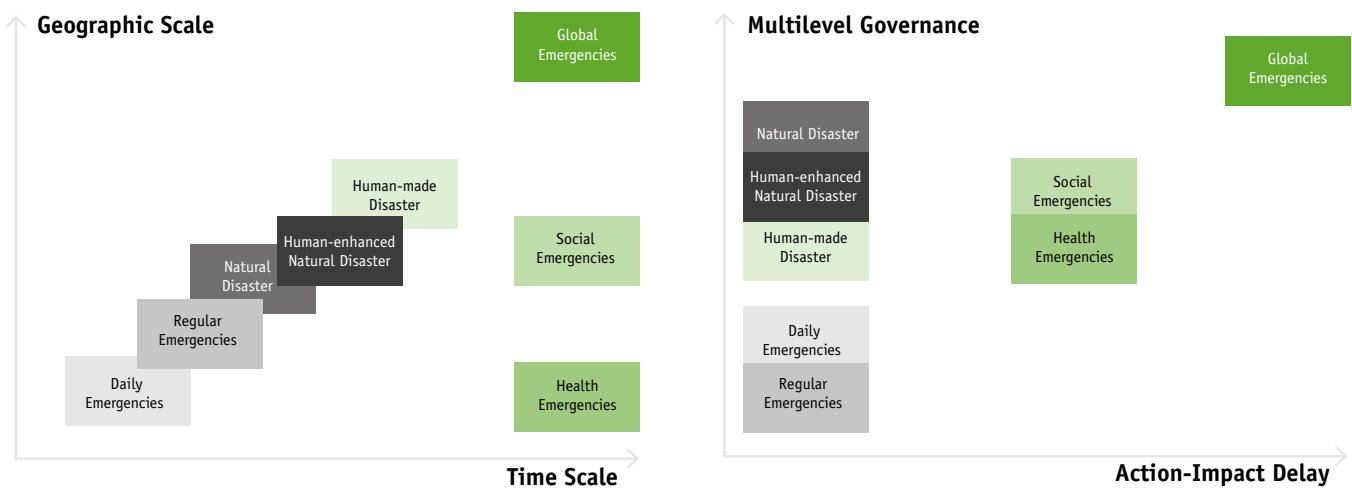 Geographic Scale
Global
Emergencies
Human-made
Disaster
Human-enhanced
Natural Disaster
Social
Emergencies
Natural
Disaster
Regular
Emergencies
Daily
Emergencies
Health
Emergencies
Time Scale
Multilevel Governance
Global
Emergencies
Natural Disaster
Human-enhanced
Natural Disaster
Social
Emergencies
Human-made
Disaster
Health
Emergencies
Daily
Emergencies
Regular
Emergencies
Action-Impact Delay